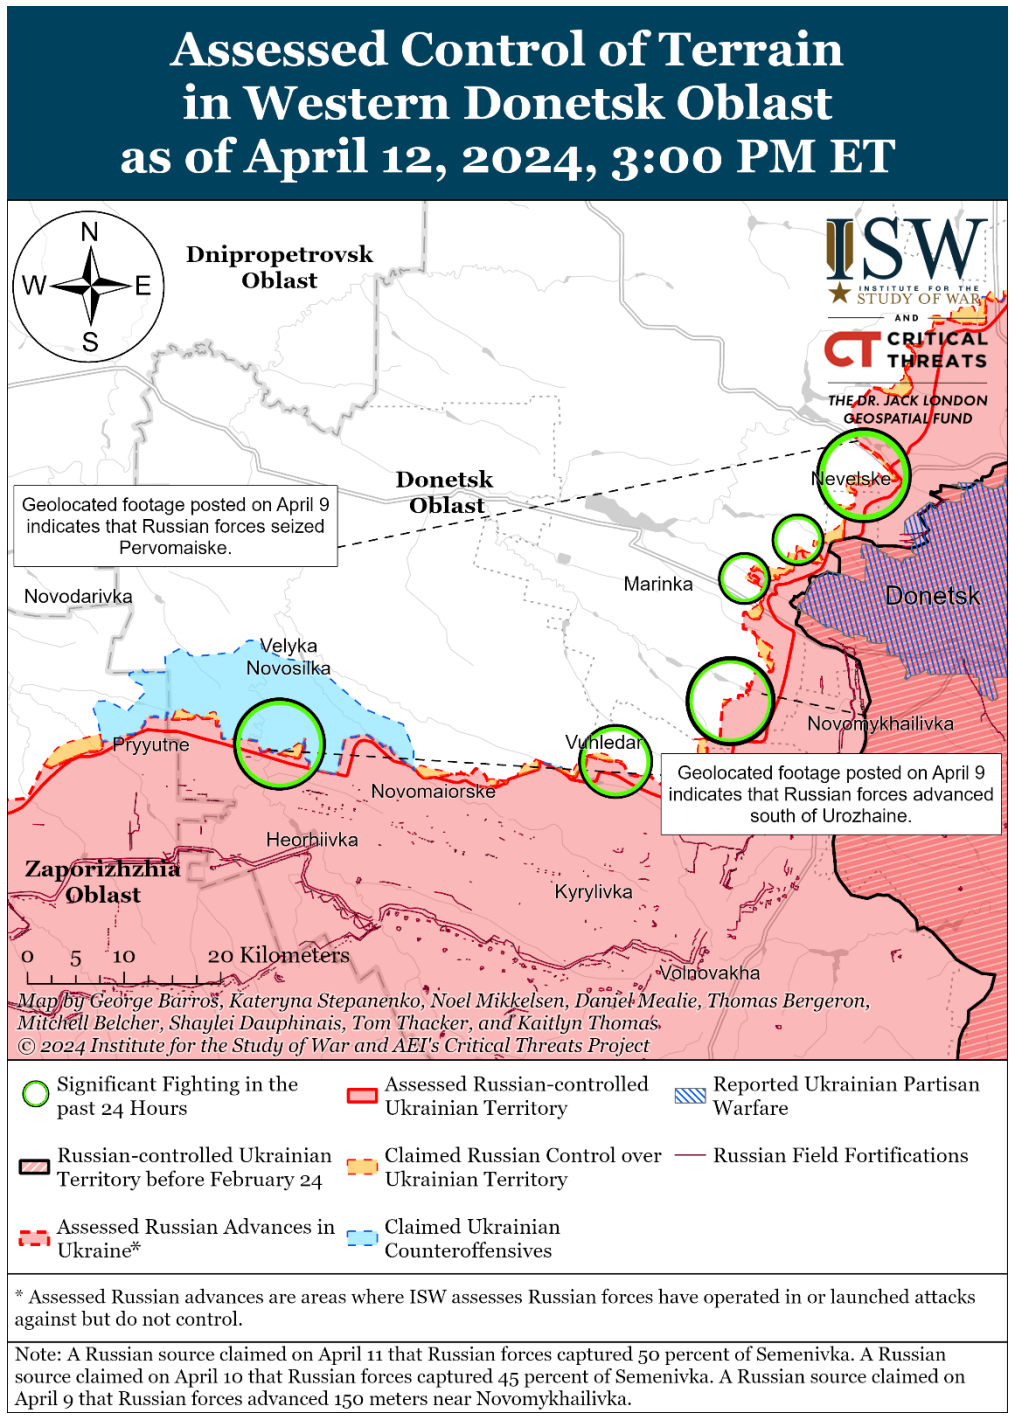 Assessed Control of Terrain
in Western Donetsk Oblast
as of April 12, 2024, 3:00 PM ET
N
W
E
S
Dnipropetrovsk
Oblast
ISW
INSTITUTE FOR THE
STUDY OF WAR
AND
CT CRITICAL
THREATS
THE DR. JACK LONDON
GEOSPATIAL FUND
Donetsk
Oblast
Nevelske
Geolocated footage posted on April 9
indicates that Russian forces seized
Pervomaiske.
Marinka
Novodarivka
Donetsk
Velyka
Novosilka
Novomykhailivka
Pryyutne
Vuhledar
Geolocated footage posted on April 9
indicates that Russian forces advanced
south of Urozhaine.
Novomaiorske
Heorhiivka
Zaporizhzhia
Oblast
Kyrylivka
Volnovakha
0 5 10 20 Kilometers
Map by George Barros, Kateryna Stepanenko, Noel Mikkelsen, Daniel Mealie, Thomas Bergeron,
Mitchell Belcher, Shaylei Dauphinais, Tom Thacker, and Kaitlyn Thomas.
© 2024 Institute for the Study of War and AEI's Critical Threats Project
Significant Fighting in the
past 24 Hours
Assessed Russian-controlled
Ukrainian Territory
Reported Ukrainian Partisan
Warfare
Russian-controlled Ukrainian
Territory before February 24
Claimed Russian Control over
Ukrainian Territory
Russian Field Fortifications
Assessed Russian Advances in
Ukraine*
Claimed Ukrainian
Counteroffensives
* Assessed Russian advances are areas where ISW assesses Russian forces have operated in or launched attacks
against but do not control.
Note: A Russian source claimed on April 11 that Russian forces captured 50 percent of Semenivka. A Russian
source claimed on April 10 that Russian forces captured 45 percent of Semenivka. A Russian source claimed on
April 9 that Russian forces advanced 150 meters near Novomykhailivka.